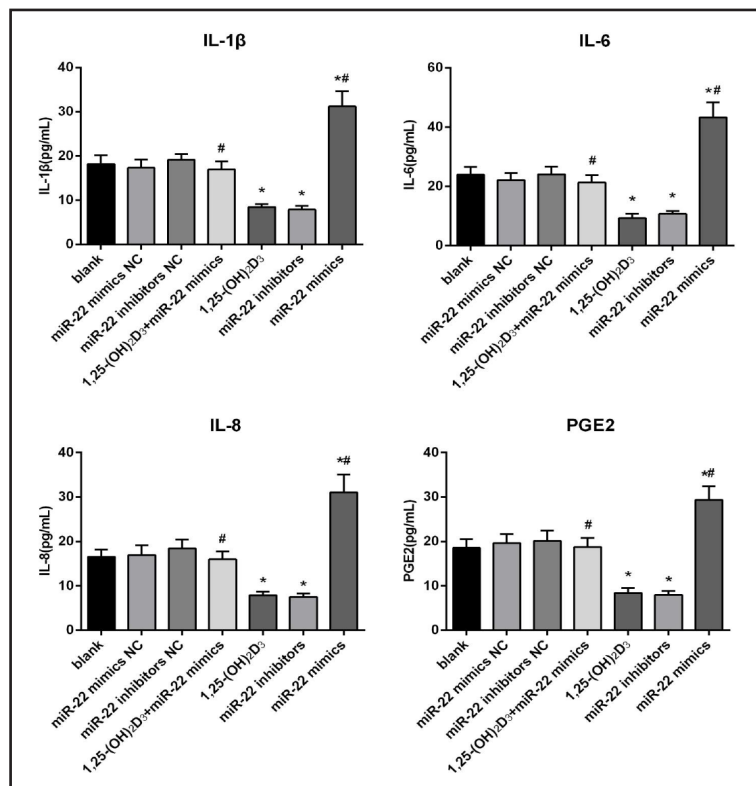 IL-1β
IL-1β(pg/mL)
40
30
20
10
0
#
*
*
*#
blank
miR-22 mimics NC
miR-22 inhibitors NC
1,25-(OH)₂D₃+miR-22 mimics
1,25-(OH)₂D₃
miR-22 inhibitors
miR-22 mimics
IL-6
IL-6(pg/mL)
60
40
20
0
#
*
*
*#
blank
miR-22 mimics NC
miR-22 inhibitors NC
1,25-(OH)₂D₃+miR-22 mimics
1,25-(OH)₂D₃
miR-22 inhibitors
miR-22 mimics
IL-8
IL-8(pg/mL)
40
30
20
10
0
#
*
*
*#
blank
miR-22 mimics NC
miR-22 inhibitors NC
1,25-(OH)₂D₃+miR-22 mimics
1,25-(OH)₂D₃
miR-22 inhibitors
miR-22 mimics
PGE2
PGE2(pg/mL)
40
30
20
10
0
#
*
*
*#
blank
miR-22 mimics NC
miR-22 inhibitors NC
1,25-(OH)₂D₃+miR-22 mimics
1,25-(OH)₂D₃
miR-22 inhibitors
miR-22 mimics